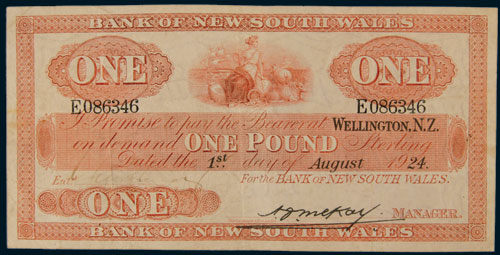 BANK OF NEW SOUTH WALES
ONE ONE
E086346 E086346
I Promise to pay the Bearer at WELLINGTON, N.Z.
on demand ONE POUND Sterling
Dated the 1st day of August 1924.
Ent.
For the BANK OF NEW SOUTH WALES.
ONE
MANAGER.
BANK OF NEW SOUTH WALES